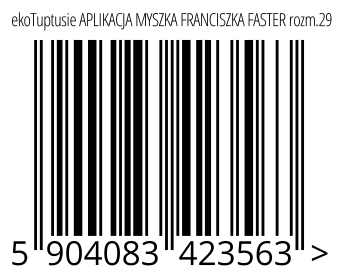 ekoTuptusie APLIKACJA MYSZKA FRANCISZKA FASTER rozm.29
5 904083 423563 >